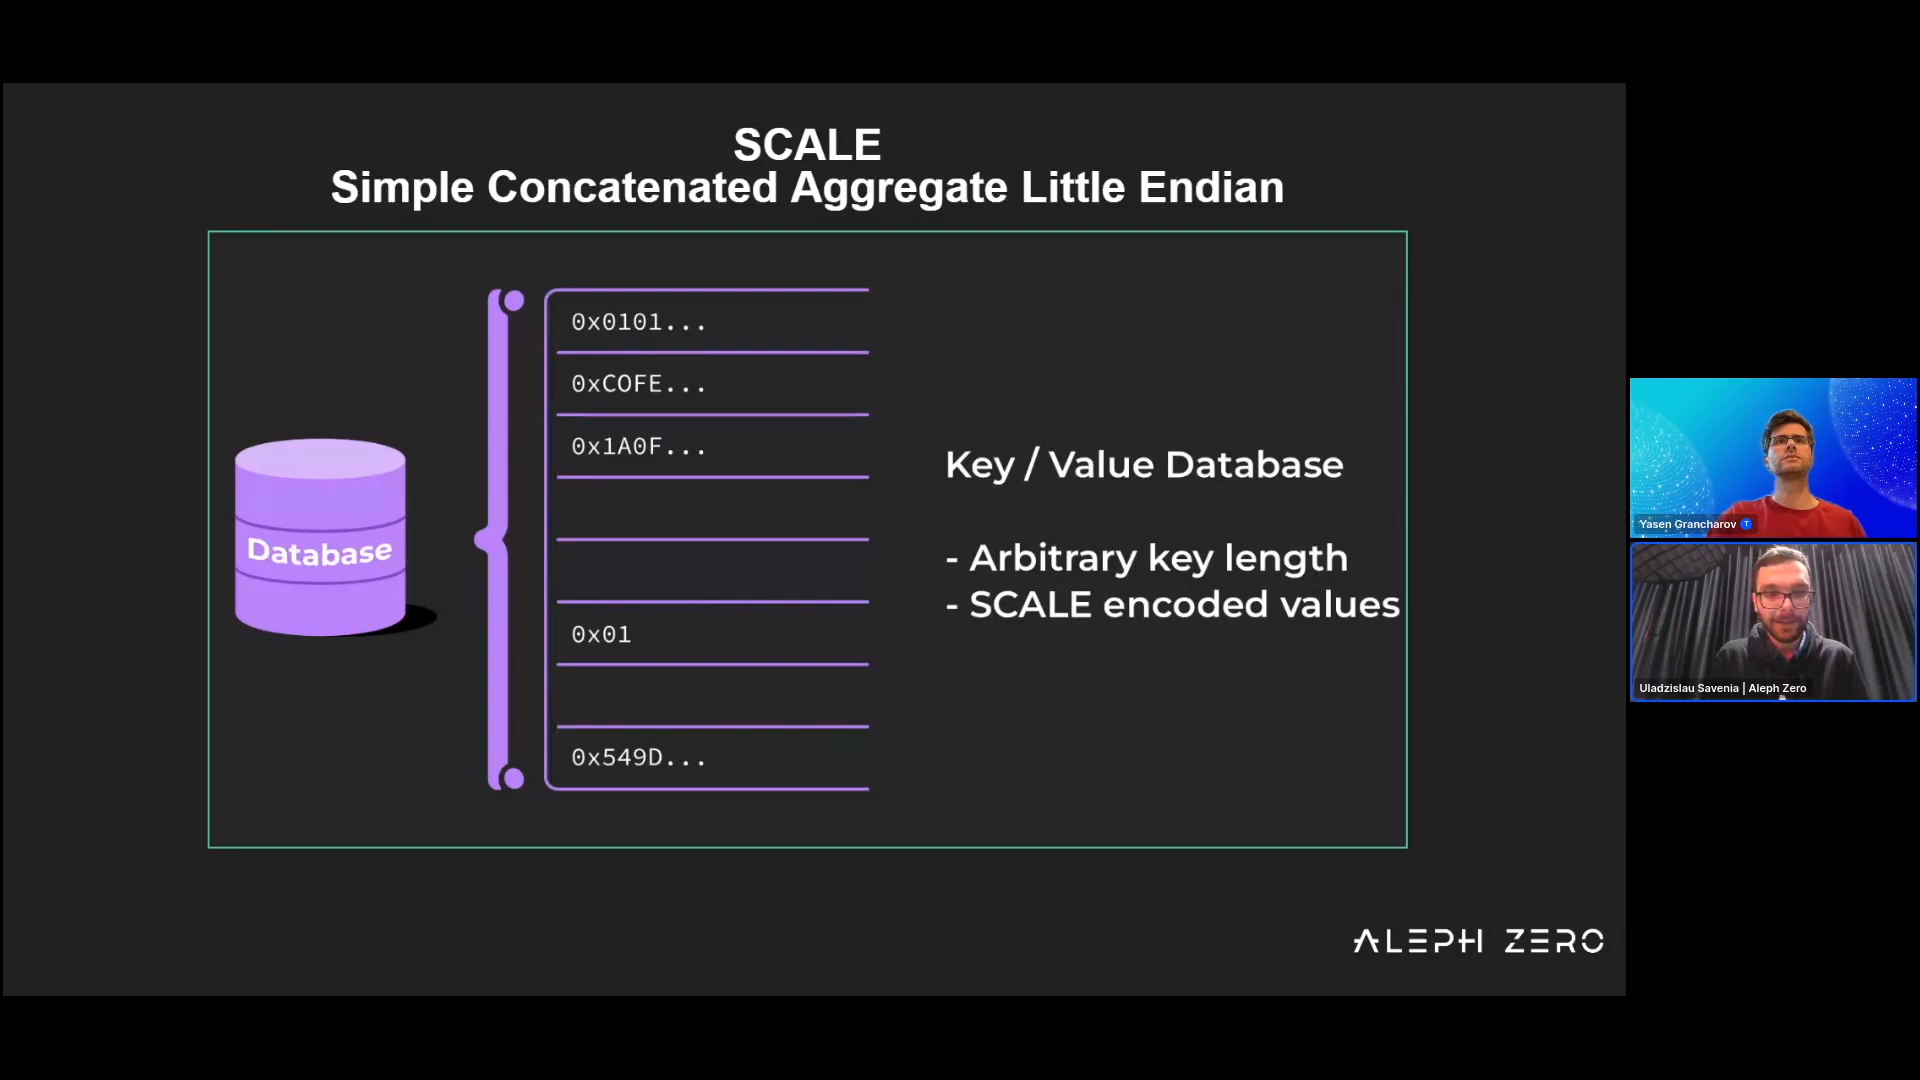 SCALE
Simple Concatenated Aggregate Little Endian
Database
0x0101...
0xCOFE...
0x1A0F...
0x01
0x549D...
Key / Value Database
- Arbitrary key length
- SCALE encoded values
ALEPH ZERO
Yasen Grancharov T
Uladzislau Savenia | Aleph Zero